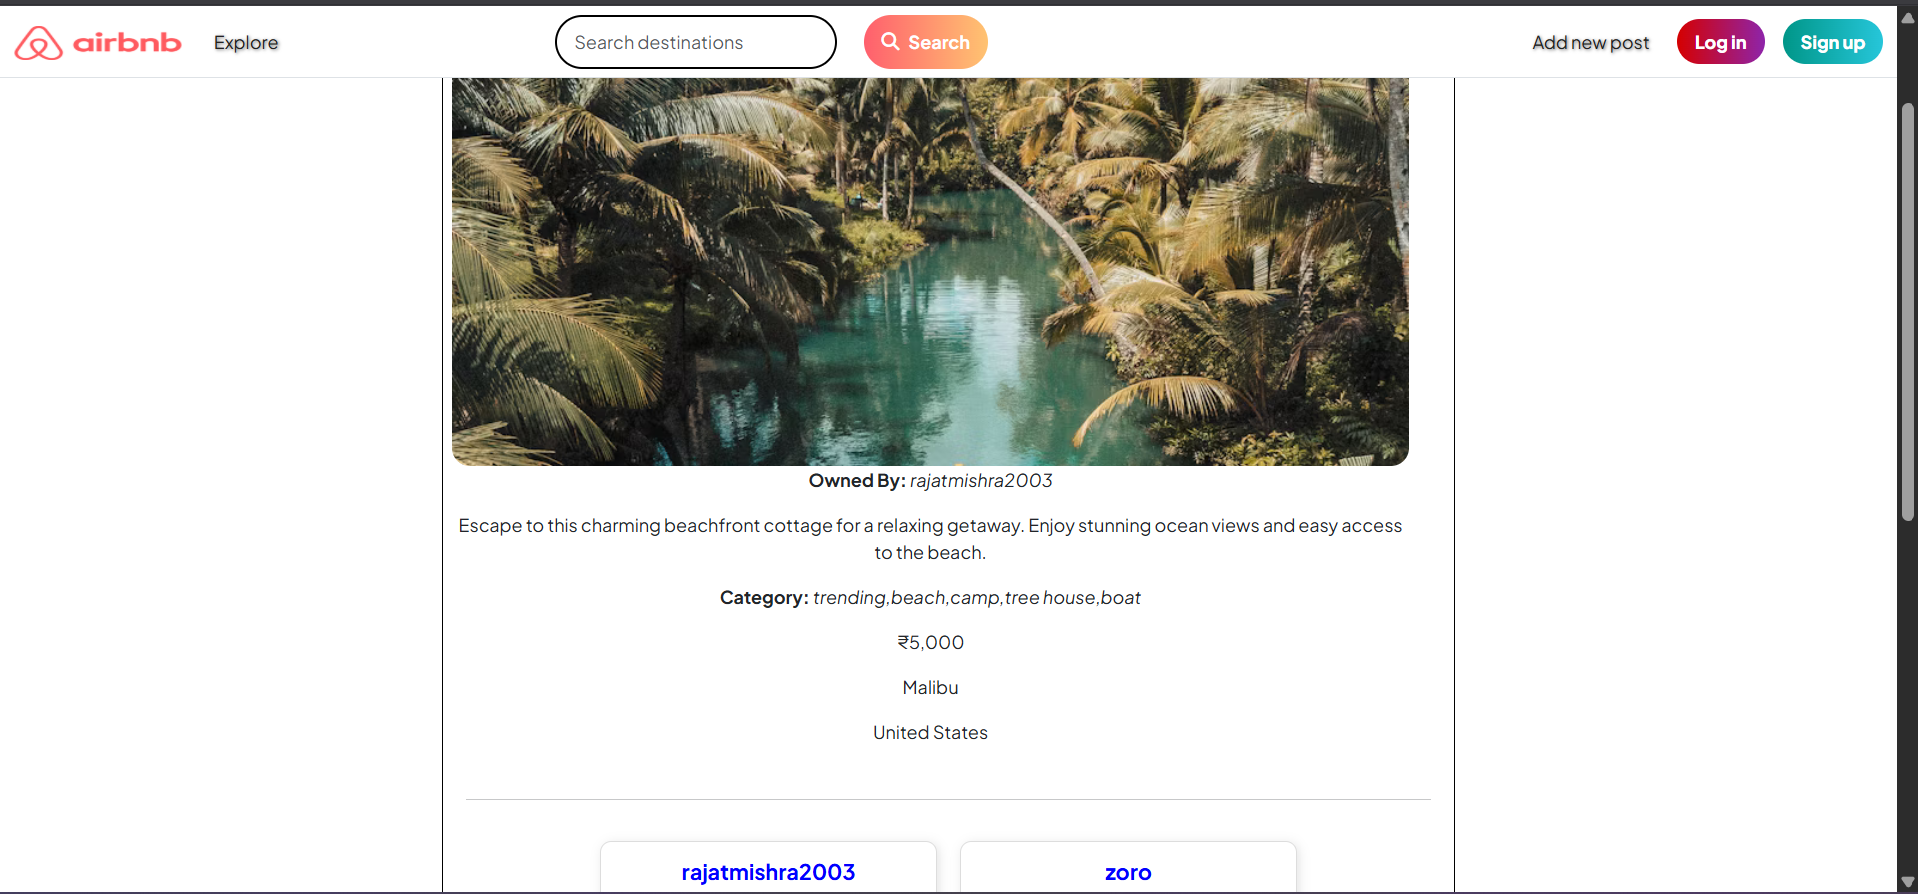 airbnb Explore Search destinations Search Add new post Log in Sign up
Owned By: rajatmishra2003
Escape to this charming beachfront cottage for a relaxing getaway. Enjoy stunning ocean views and easy access
to the beach.
Category: trending,beach,camp,tree house,boat
₹5,000
Malibu
United States
rajatmishra2003 zoro